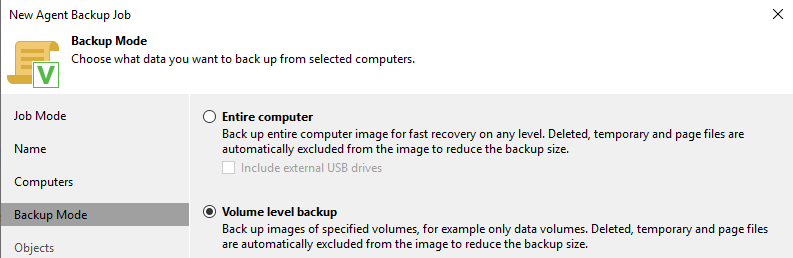 New Agent Backup Job
Backup Mode
Choose what data you want to back up from selected computers.
Job Mode
Name
Computers
Backup Mode
Objects
Entire computer
Back up entire computer image for fast recovery on any level. Deleted, temporary and page files are
automatically excluded from the image to reduce the backup size.
Include external USB drives
Volume level backup
Back up images of specified volumes, for example only data volumes. Deleted, temporary and page files
are automatically excluded from the image to reduce the backup size.